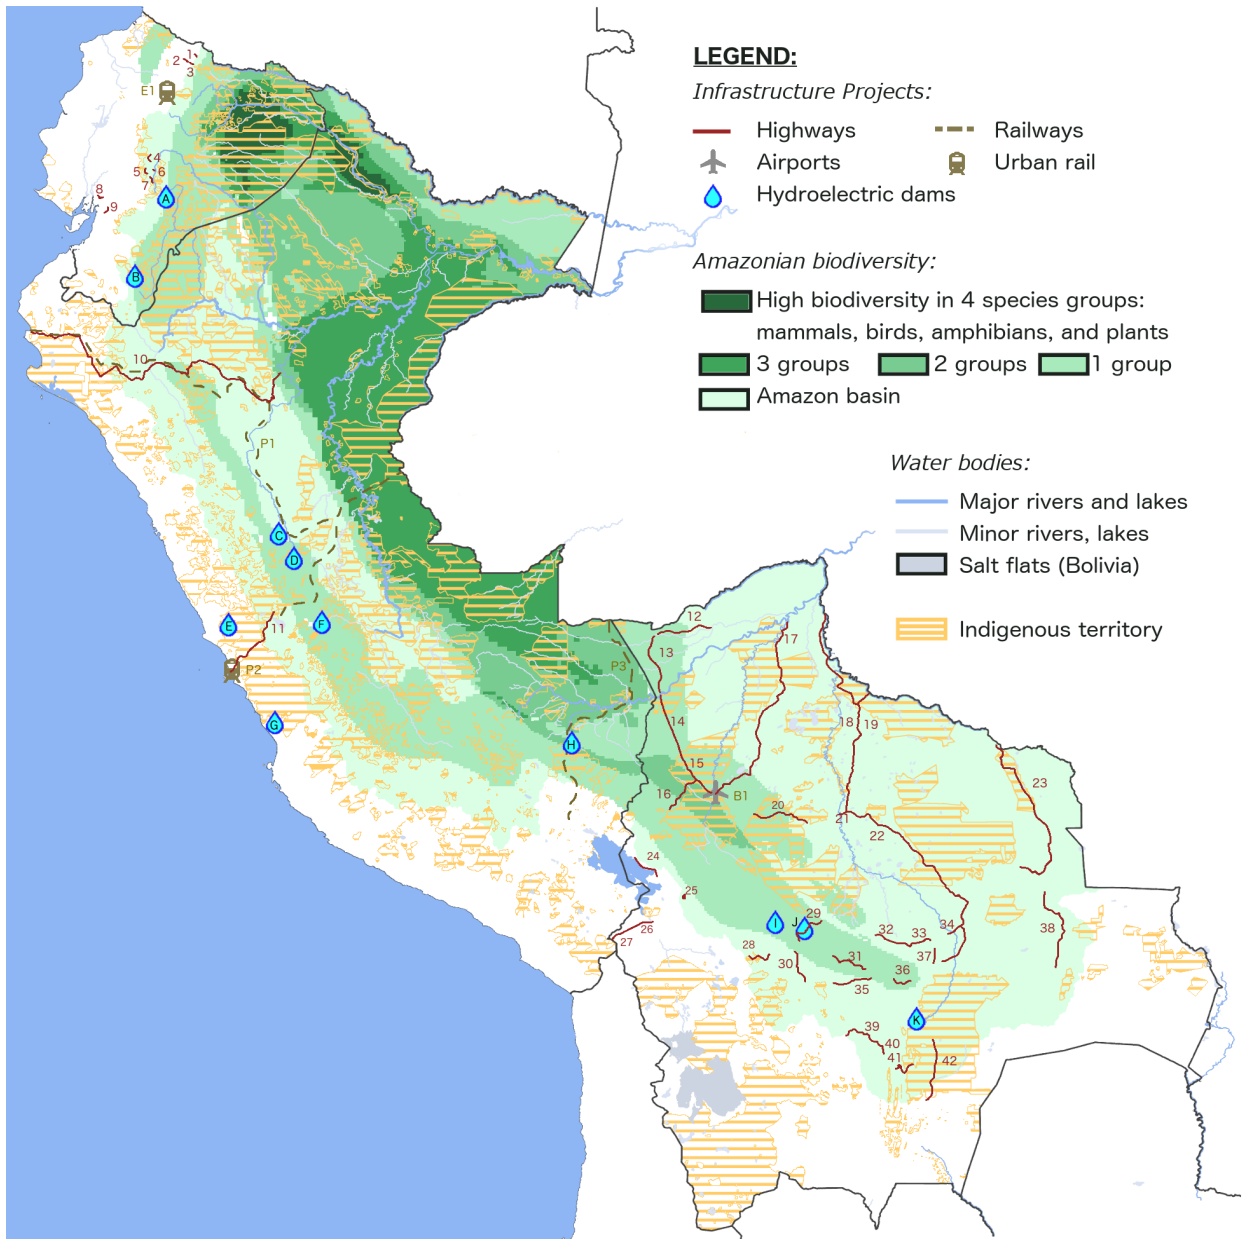 LEGEND:
Infrastructure Projects:
Highways
Railways
Airports
Urban rail
Hydroelectric dams
Amazonian biodiversity:
High biodiversity in 4 species groups:
mammals, birds, amphibians, and plants
3 groups
2 groups
1 group
Amazon basin
Water bodies:
Major rivers and lakes
Minor rivers, lakes
Salt flats (Bolivia)
Indigenous territory
1
2
3
E1
4
5
6
7
8
9
A
B
10
P1
C
D
E
F
11
P2
G
H
P3
12
13
14
15
16
17
18
19
B1
20
21
22
23
24
25
26
27
28
I
J
29
30
31
32
33
34
35
36
37
38
K
39
40
41
42